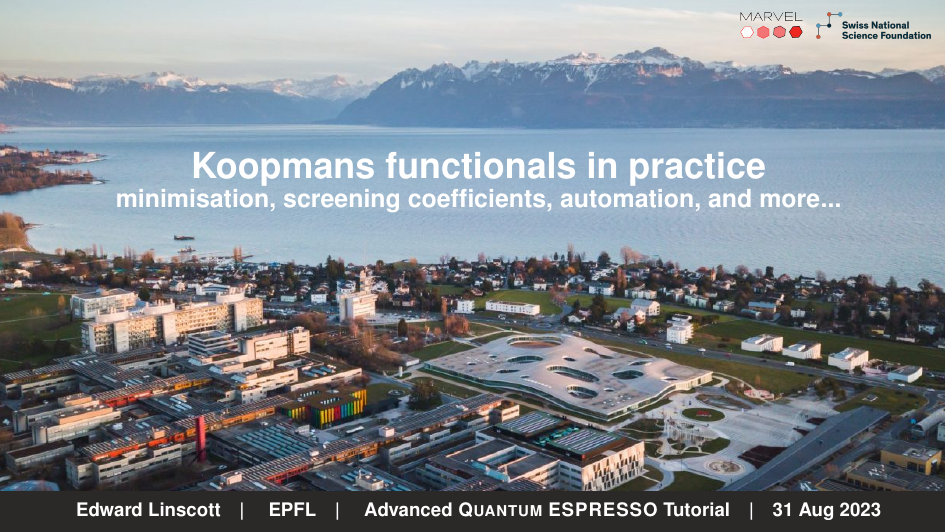 MARVEL
Swiss National
Science Foundation
Koopmans functionals in practice
minimisation, screening coefficients, automation, and more...
Edward Linscott | EPFL | Advanced QUANTUM ESPRESSO Tutorial | 31 Aug 2023